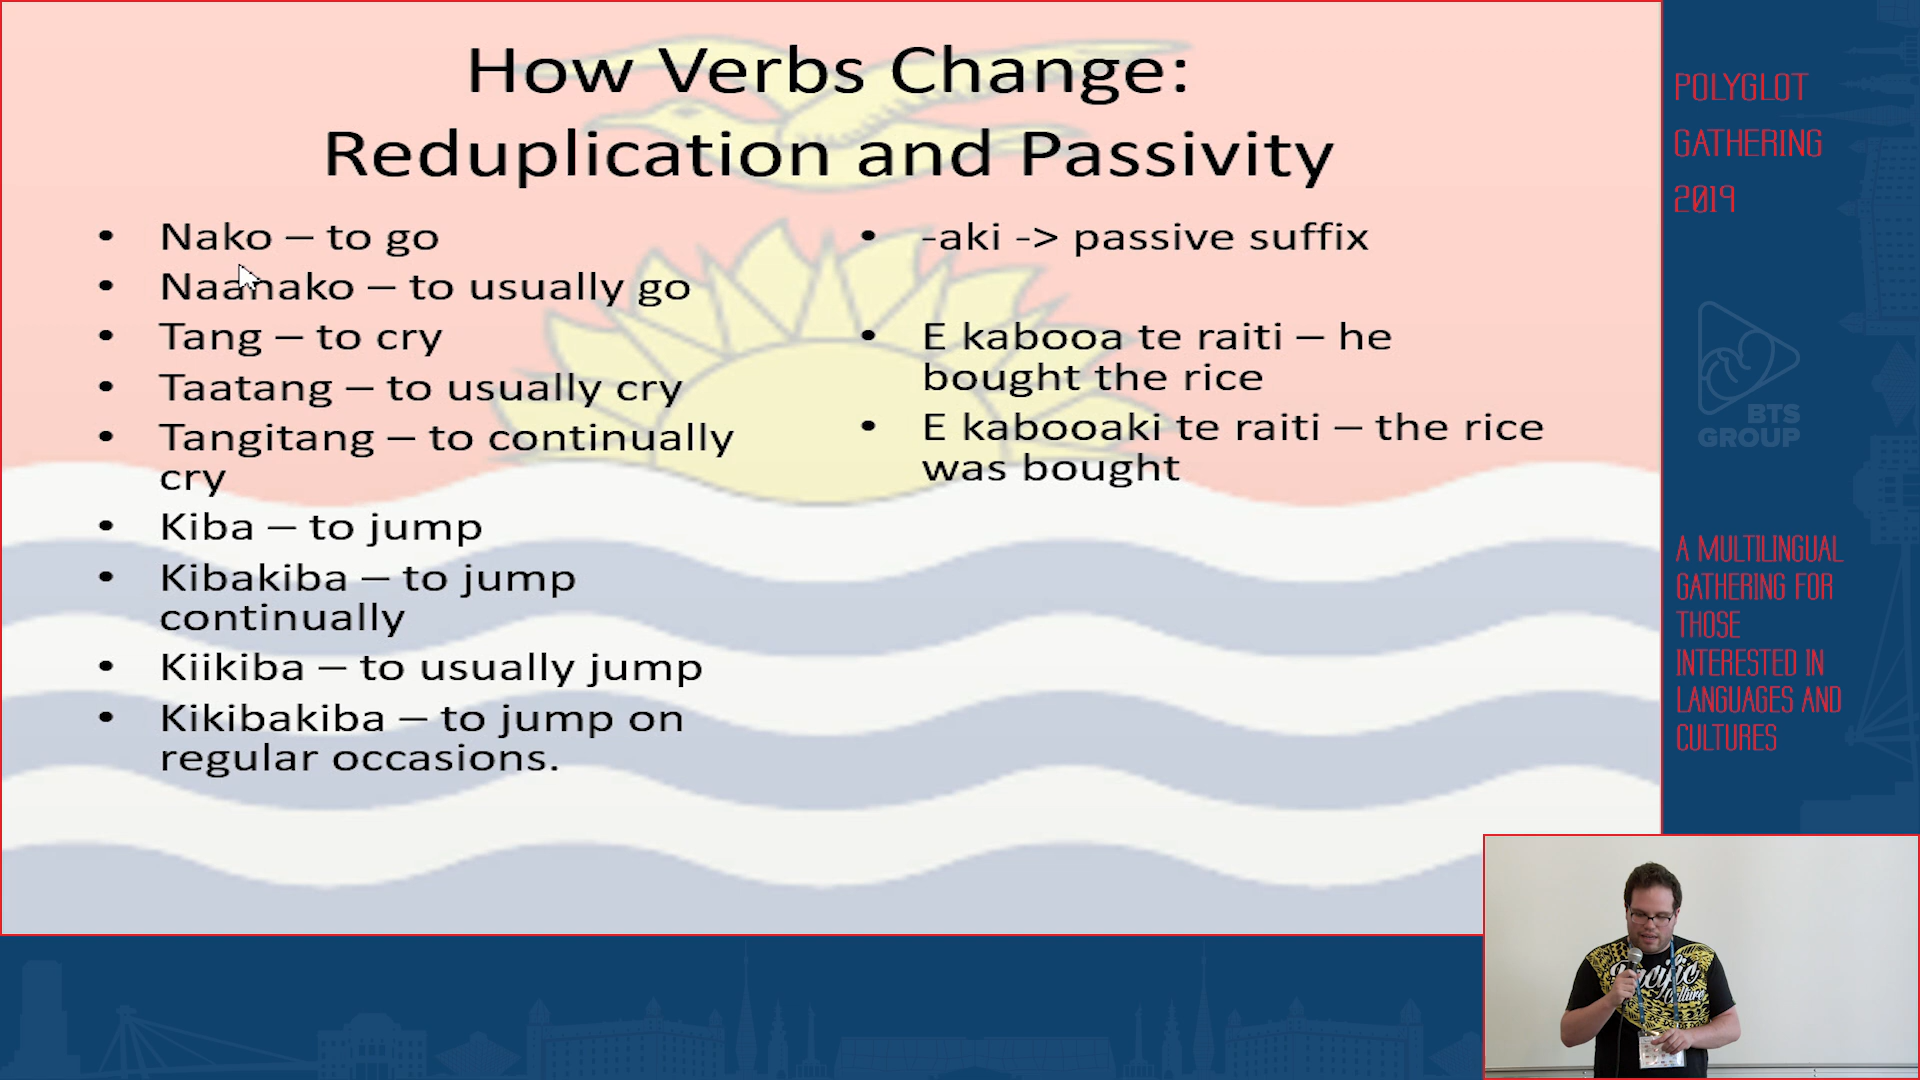 How Verbs Change:
Reduplication and Passivity
• Nako – to go
• Naanako – to usually go
• Tang – to cry
• Taatang – to usually cry
• Tangitang – to continually
cry
• Kiba – to jump
• Kibakiba – to jump
continually
• Kiikiba – to usually jump
• Kikibakiba – to jump on
regular occasions.
• -aki -> passive suffix
• E kabooa te raiti – he
bought the rice
• E kabooaki te raiti – the rice
was bought
POLYGLOT
GATHERING
2019
BTS
GROUP
A MULTILINGUAL
GATHERING FOR
THOSE
INTERESTED IN
LANGUAGES AND
CULTURES
Pacific
Culture